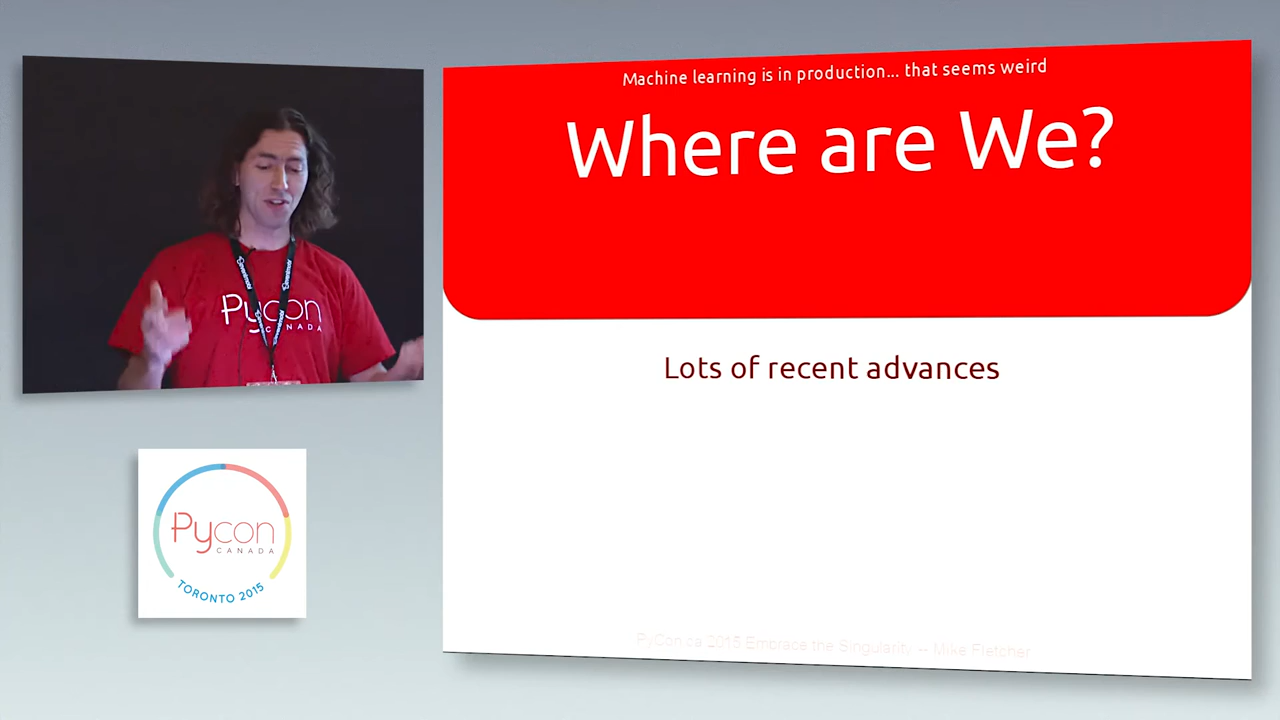 Machine learning is in production... that seems weird
Where are We?
Lots of recent advances
PyCon.ca 2015 Embrace the Singularity -- Mike Fletcher
Pycon
CANADA
Pycon
CANADA
TORONTO 2015